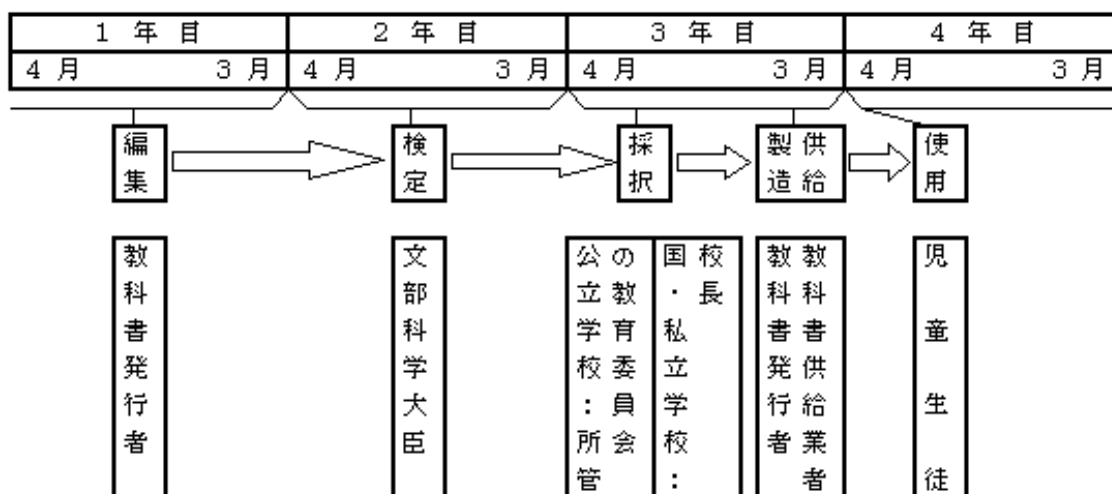 1年目
2年目
3年目
4年目
4月 3月
4月 3月
4月 3月
4月 3月
編集
検定
採択
製造
供給
使用
教科書発行者
文部科学大臣
公立学校:所管
の教育委員会
国・私立学校:
校長
教科書発行者
教科書供給業者
児童生徒